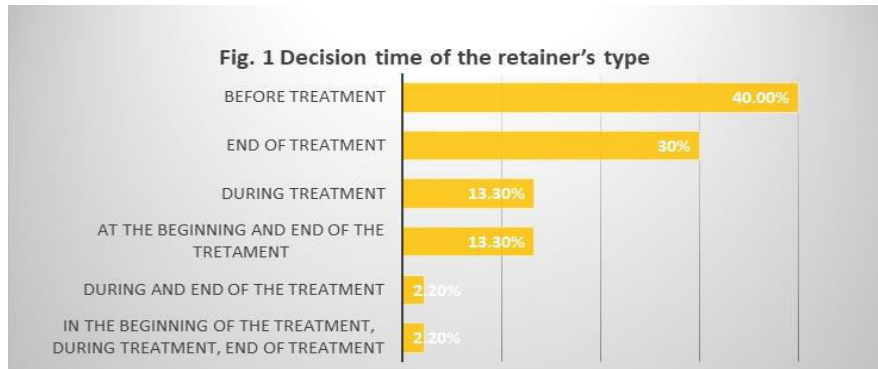 Fig. 1 Decision time of the retainer's type
BEFORE TREATMENT
40.00%
END OF TREATMENT
30%
DURING TREATMENT
13.30%
AT THE BEGINNING AND END OF THE
TRETAMENT
13.30%
DURING AND END OF THE TREATMENT
2.20%
IN THE BEGINNING OF THE TREATMENT,
DURING TREATMENT, END OF TREATMENT
2.20%